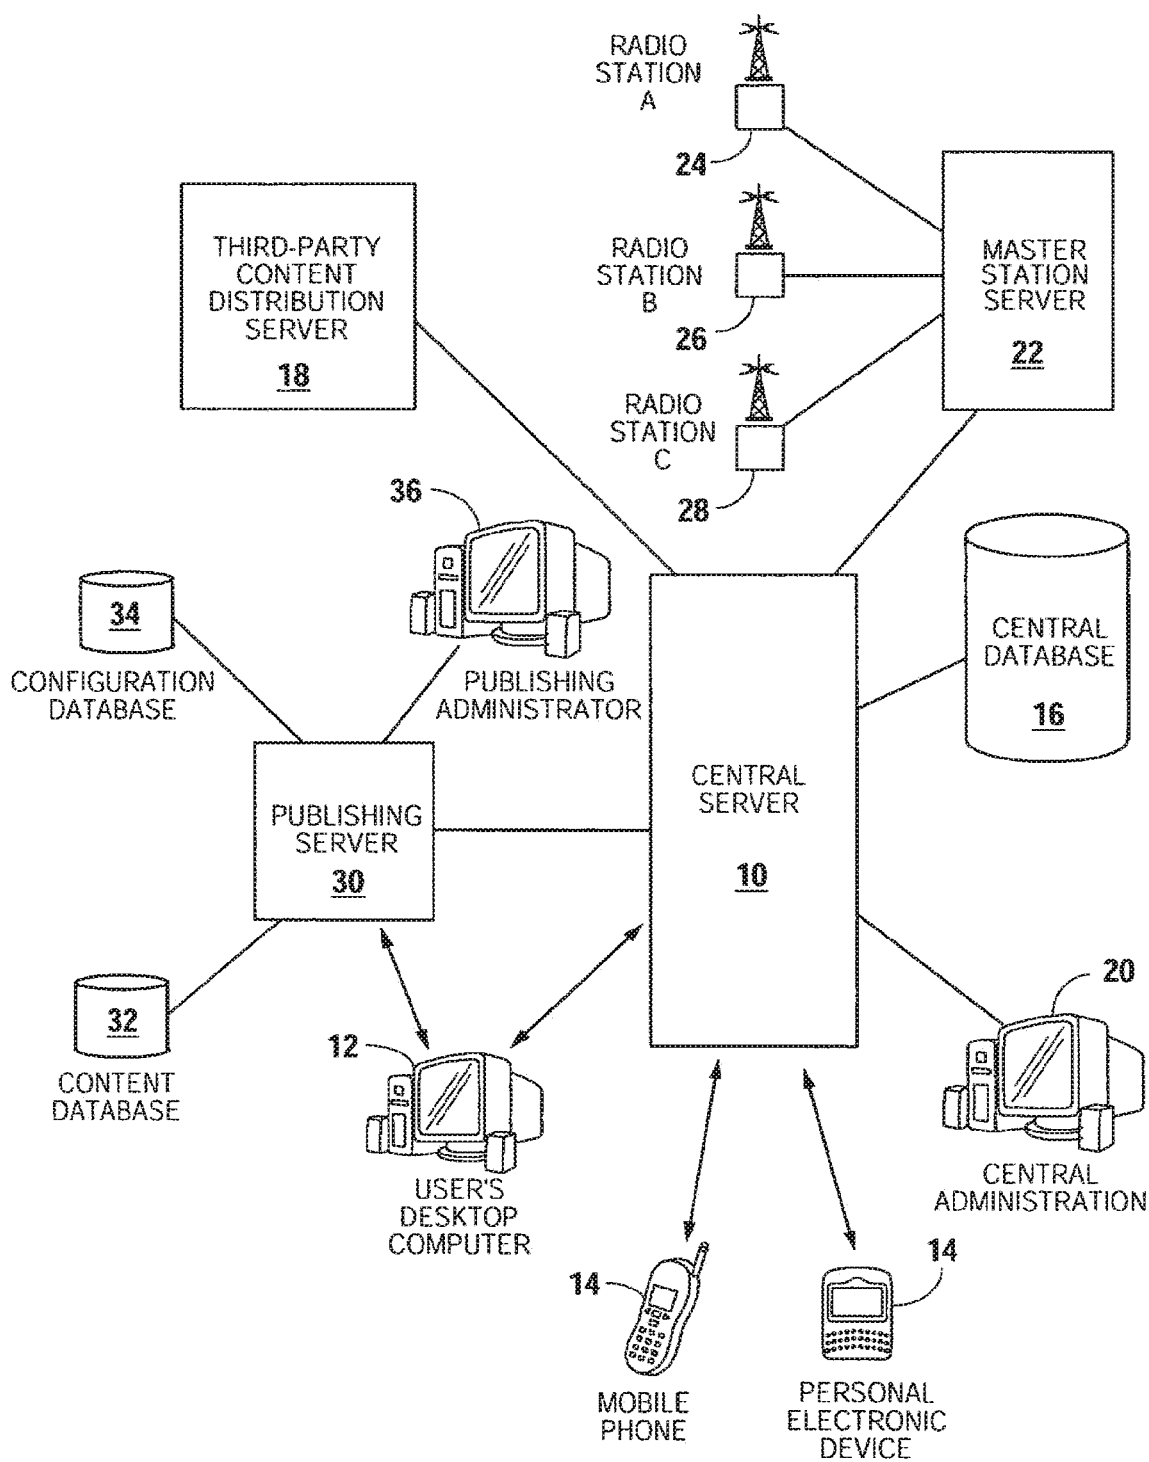 RADIO
STATION
A
24
RADIO
STATION
B
26
RADIO
STATION
C
28
MASTER
STATION
SERVER
22
THIRD-PARTY
CONTENT
DISTRIBUTION
SERVER
18
36
PUBLISHING
ADMINISTRATOR
34
CONFIGURATION
DATABASE
CENTRAL
DATABASE
16
CENTRAL
SERVER
10
PUBLISHING
SERVER
30
32
CONTENT
DATABASE
12
USER'S
DESKTOP
COMPUTER
20
CENTRAL
ADMINISTRATION
14
MOBILE
PHONE
14
PERSONAL
ELECTRONIC
DEVICE